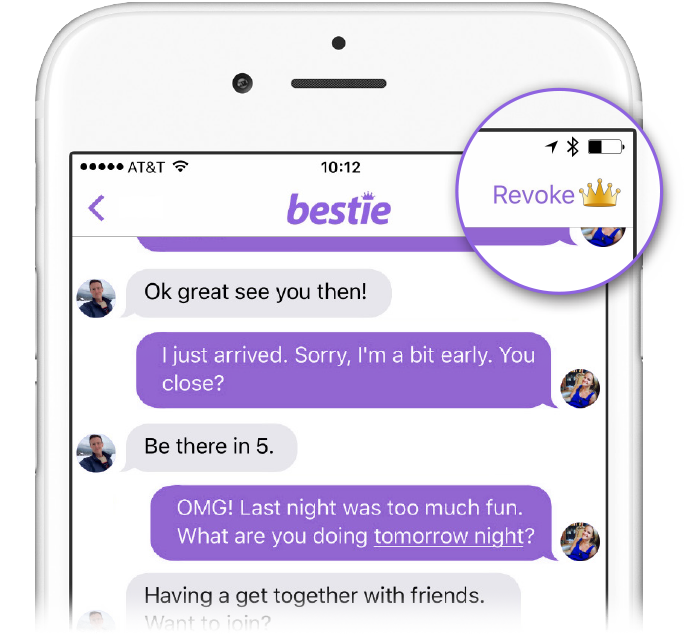 AT&T
10:12
bestie
Revoke
Ok great see you then!
I just arrived. Sorry, I'm a bit early. You
close?
Be there in 5.
OMG! Last night was too much fun.
What are you doing tomorrow night?
Having a get together with friends.
Want to join?